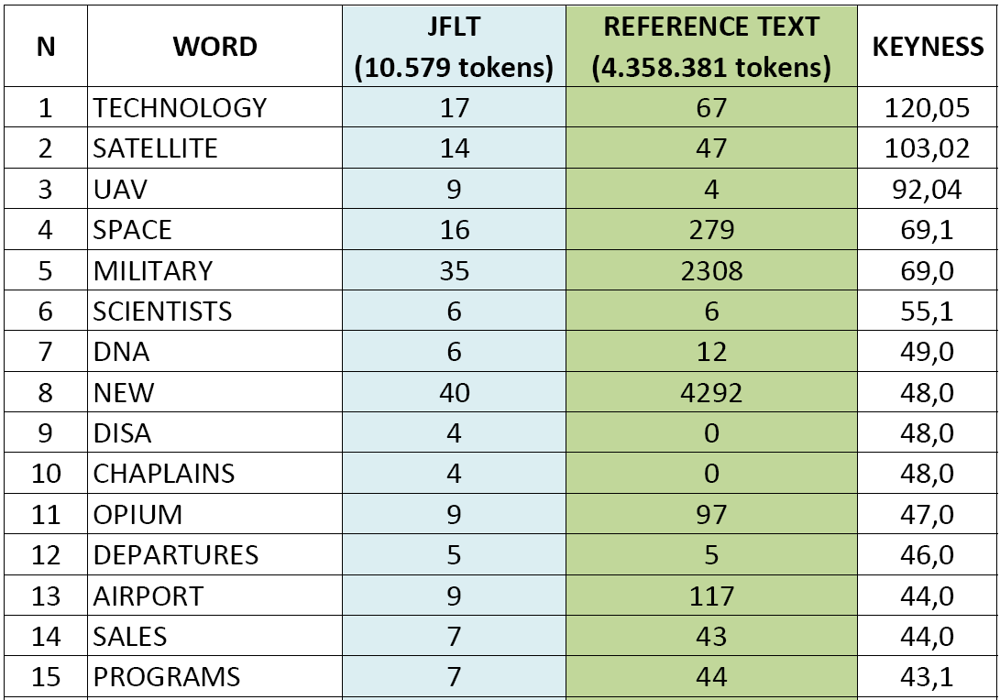 N WORD JFLT (10.579 tokens) REFERENCE TEXT (4.358.381 tokens) KEYNESS
1 TECHNOLOGY 17 67 120,05
2 SATELLITE 14 47 103,02
3 UAV 9 4 92,04
4 SPACE 16 279 69,1
5 MILITARY 35 2308 69,0
6 SCIENTISTS 6 6 55,1
7 DNA 6 12 49,0
8 NEW 40 4292 48,0
9 DISA 4 0 48,0
10 CHAPLAINS 4 0 48,0
11 OPIUM 9 97 47,0
12 DEPARTURES 5 5 46,0
13 AIRPORT 9 117 44,0
14 SALES 7 43 44,0
15 PROGRAMS 7 44 43,1